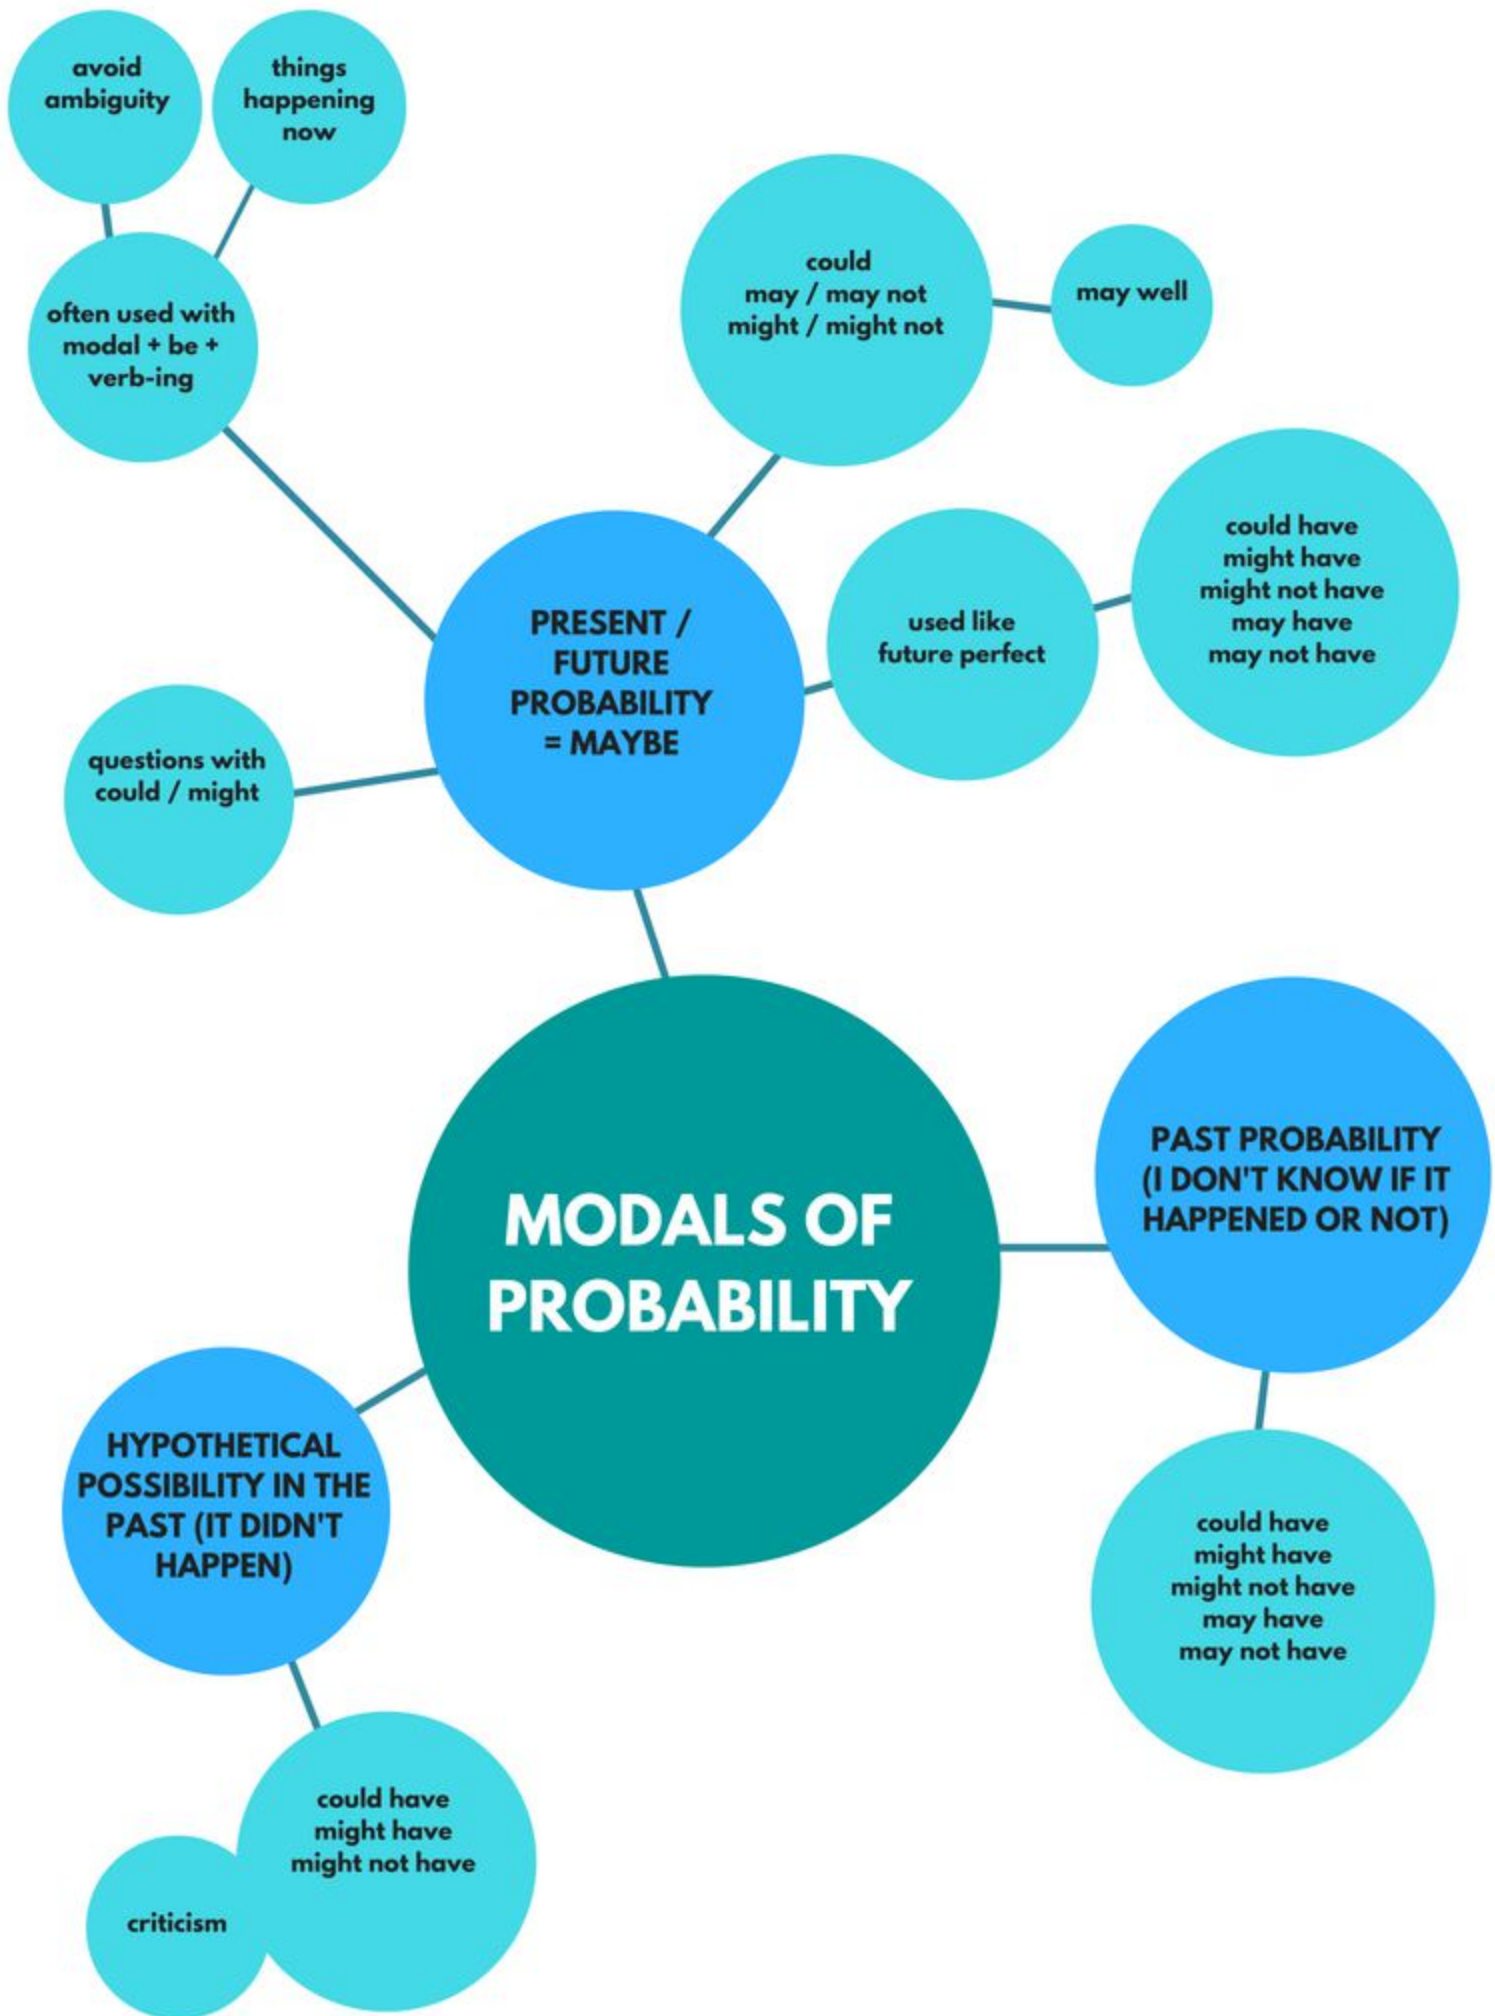 avoid
ambiguity
things
happening
now
often used with
modal + be +
verb-ing
could
may / may not
might / might not
may well
could have
might have
might not have
may have
may not have
used like
future perfect
PRESENT /
FUTURE
PROBABILITY
= MAYBE
questions with
could / might
MODALS OF
PROBABILITY
PAST PROBABILITY
(I DON'T KNOW IF IT
HAPPENED OR NOT)
could have
might have
might not have
may have
may not have
HYPOTHETICAL
POSSIBILITY IN THE
PAST (IT DIDN'T
HAPPEN)
could have
might have
might not have
criticism